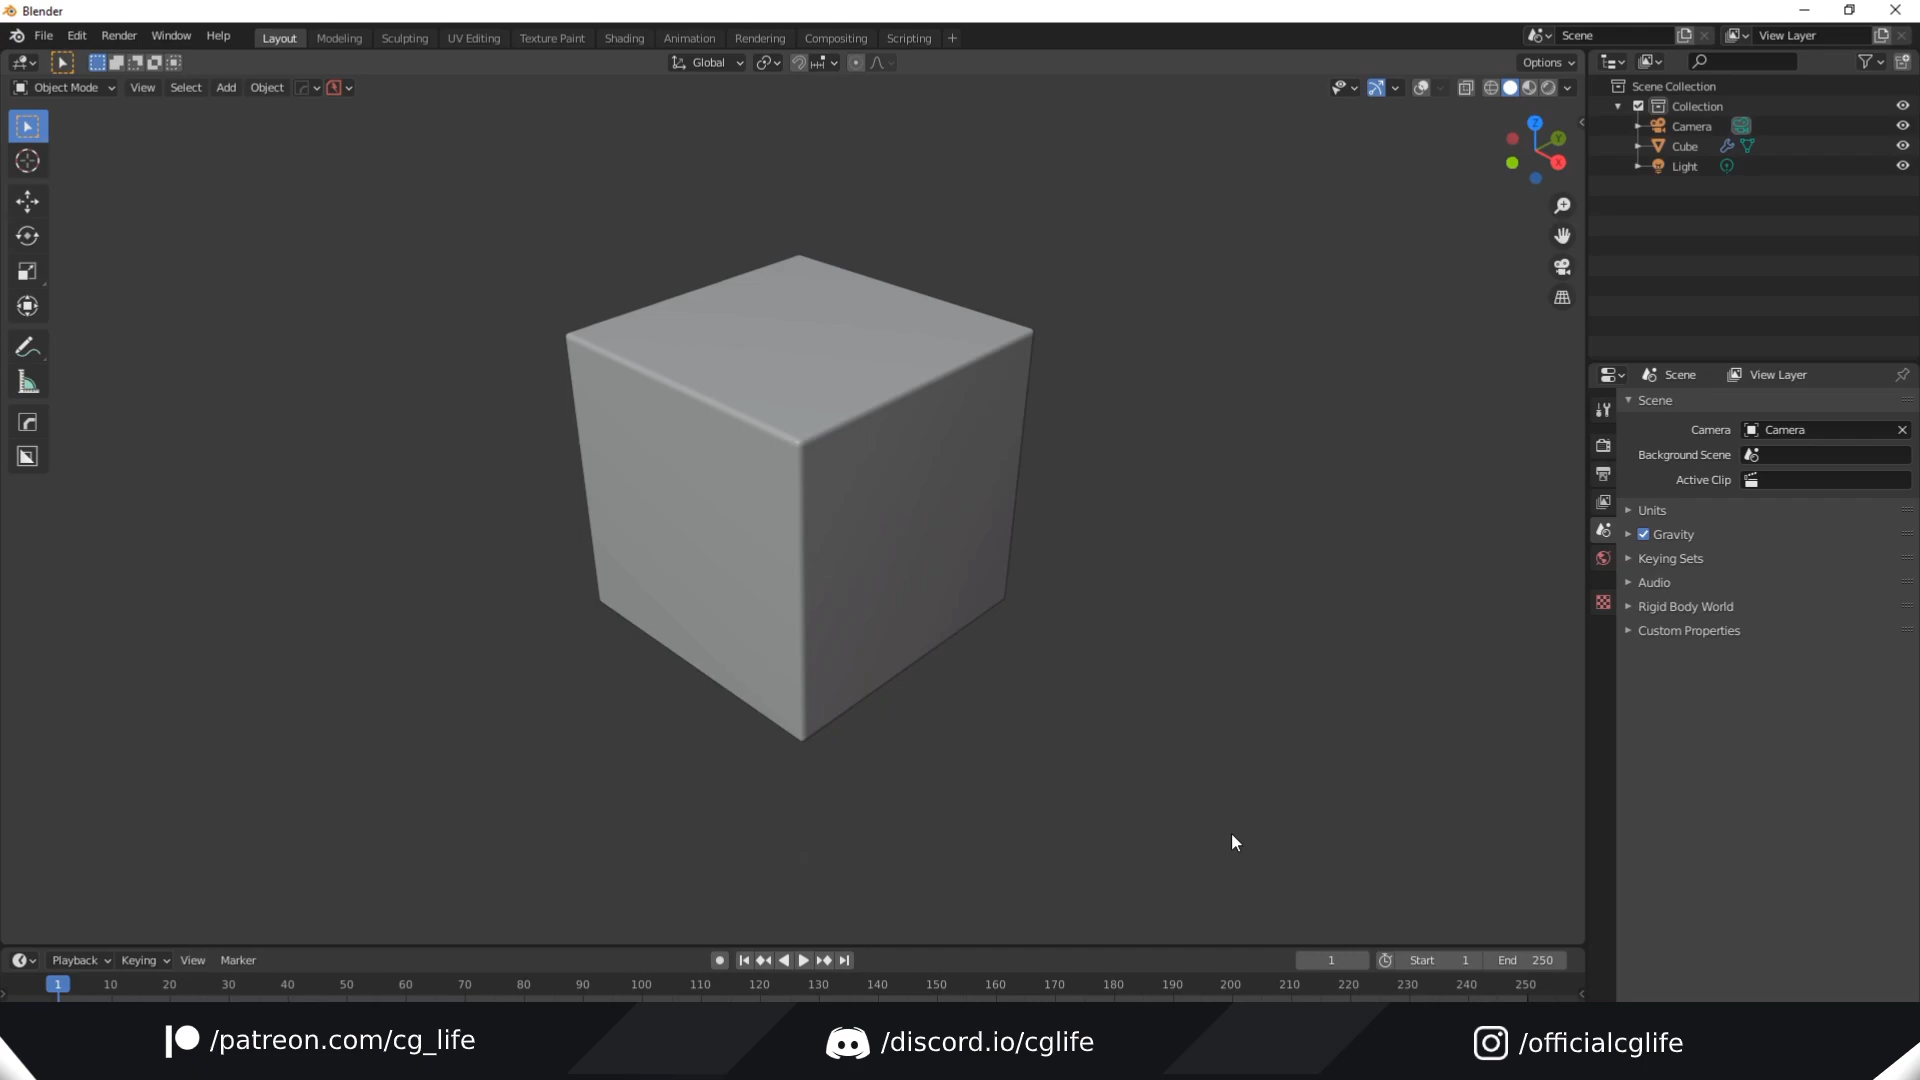 Blender
File Edit Render Window Help Layout Modeling Sculpting UV Editing Texture Paint Shading Animation Rendering Compositing Scripting + Scene View Layer
Global Options
Object Mode View Select Add Object
Scene Collection
Collection
Camera
Cube
Light
Z
Y
X
Scene View Layer
Scene
Camera Camera
Background Scene
Active Clip
Units
Gravity
Keying Sets
Audio
Rigid Body World
Custom Properties
Playback Keying View Marker 1 Start 1 End 250
1 10 20 30 40 50 60 70 80 90 100 110 120 130 140 150 160 170 180 190 200 210 220 230 240 250
/patreon.com/cg_life /discord.io/cglife /officialcglife